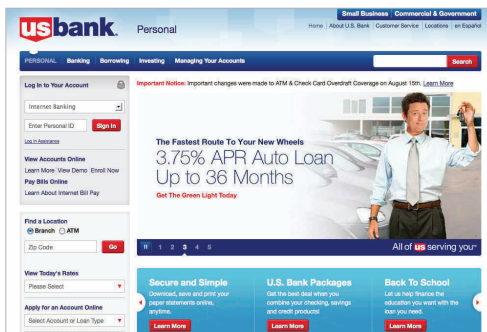 Small Business | Commercial & Government
usbank. Personal
Home | About U.S. Bank | Customer Service | Locations | en Español
PERSONAL Banking Borrowing Investing Managing Your Accounts Search
Log In to Your Account
Internet Banking
Enter Personal ID Sign In
Log In Assistance
View Accounts Online
Learn More View Demo Enroll Now
Pay Bills Online
Learn About Internet Bill Pay
Find a Location
Branch ATM
Zip Code Go
View Today's Rates
Please Select
Apply for an Account Online
Select Account or Loan Type
Important Notice: Important changes were made to ATM & Check Card Overdraft Coverage on August 15th. Learn More
The Fastest Route To Your New Wheels
3.75% APR Auto Loan
Up to 36 Months
Get The Green Light Today
1 2 3 4 5
All of us serving you
Secure and Simple
Download, save and print your
paper statements online,
anytime.
Learn More
U.S. Bank Packages
Get the best deal when you
combine your checking, savings
and credit products!
Learn More
Back To School
Let us help finance the
education you want with the
loan you need.
Learn More